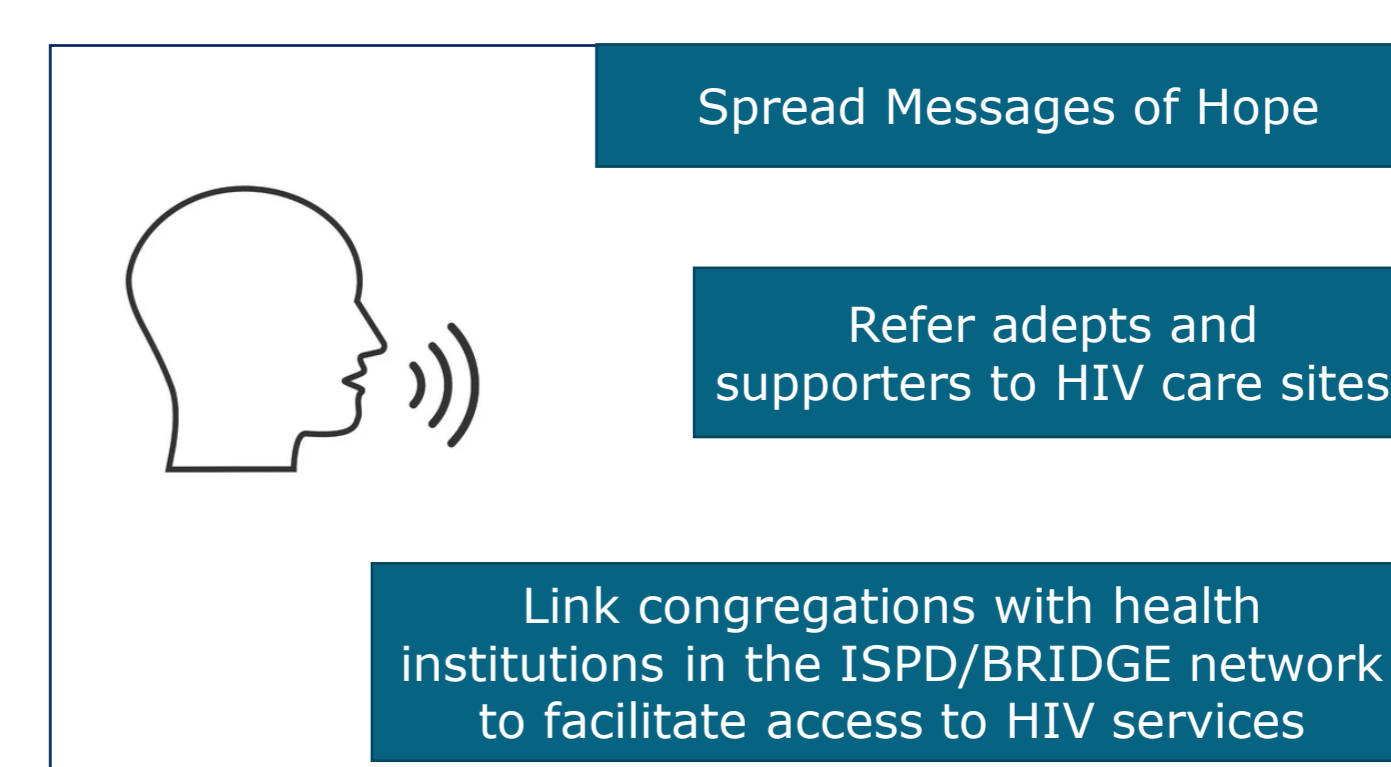 Spread Messages of Hope
Refer adepts and
supporters to HIV care sites
Link congregations with health
institutions in the ISPD/BRIDGE network
to facilitate access to HIV services